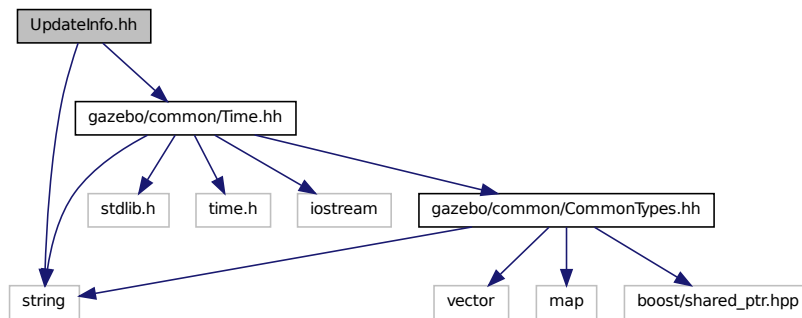 UpdateInfo.hh
gazebo/common/Time.hh
stdlib.h
time.h
iostream
gazebo/common/CommonTypes.hh
string
vector
map
boost/shared_ptr.hpp